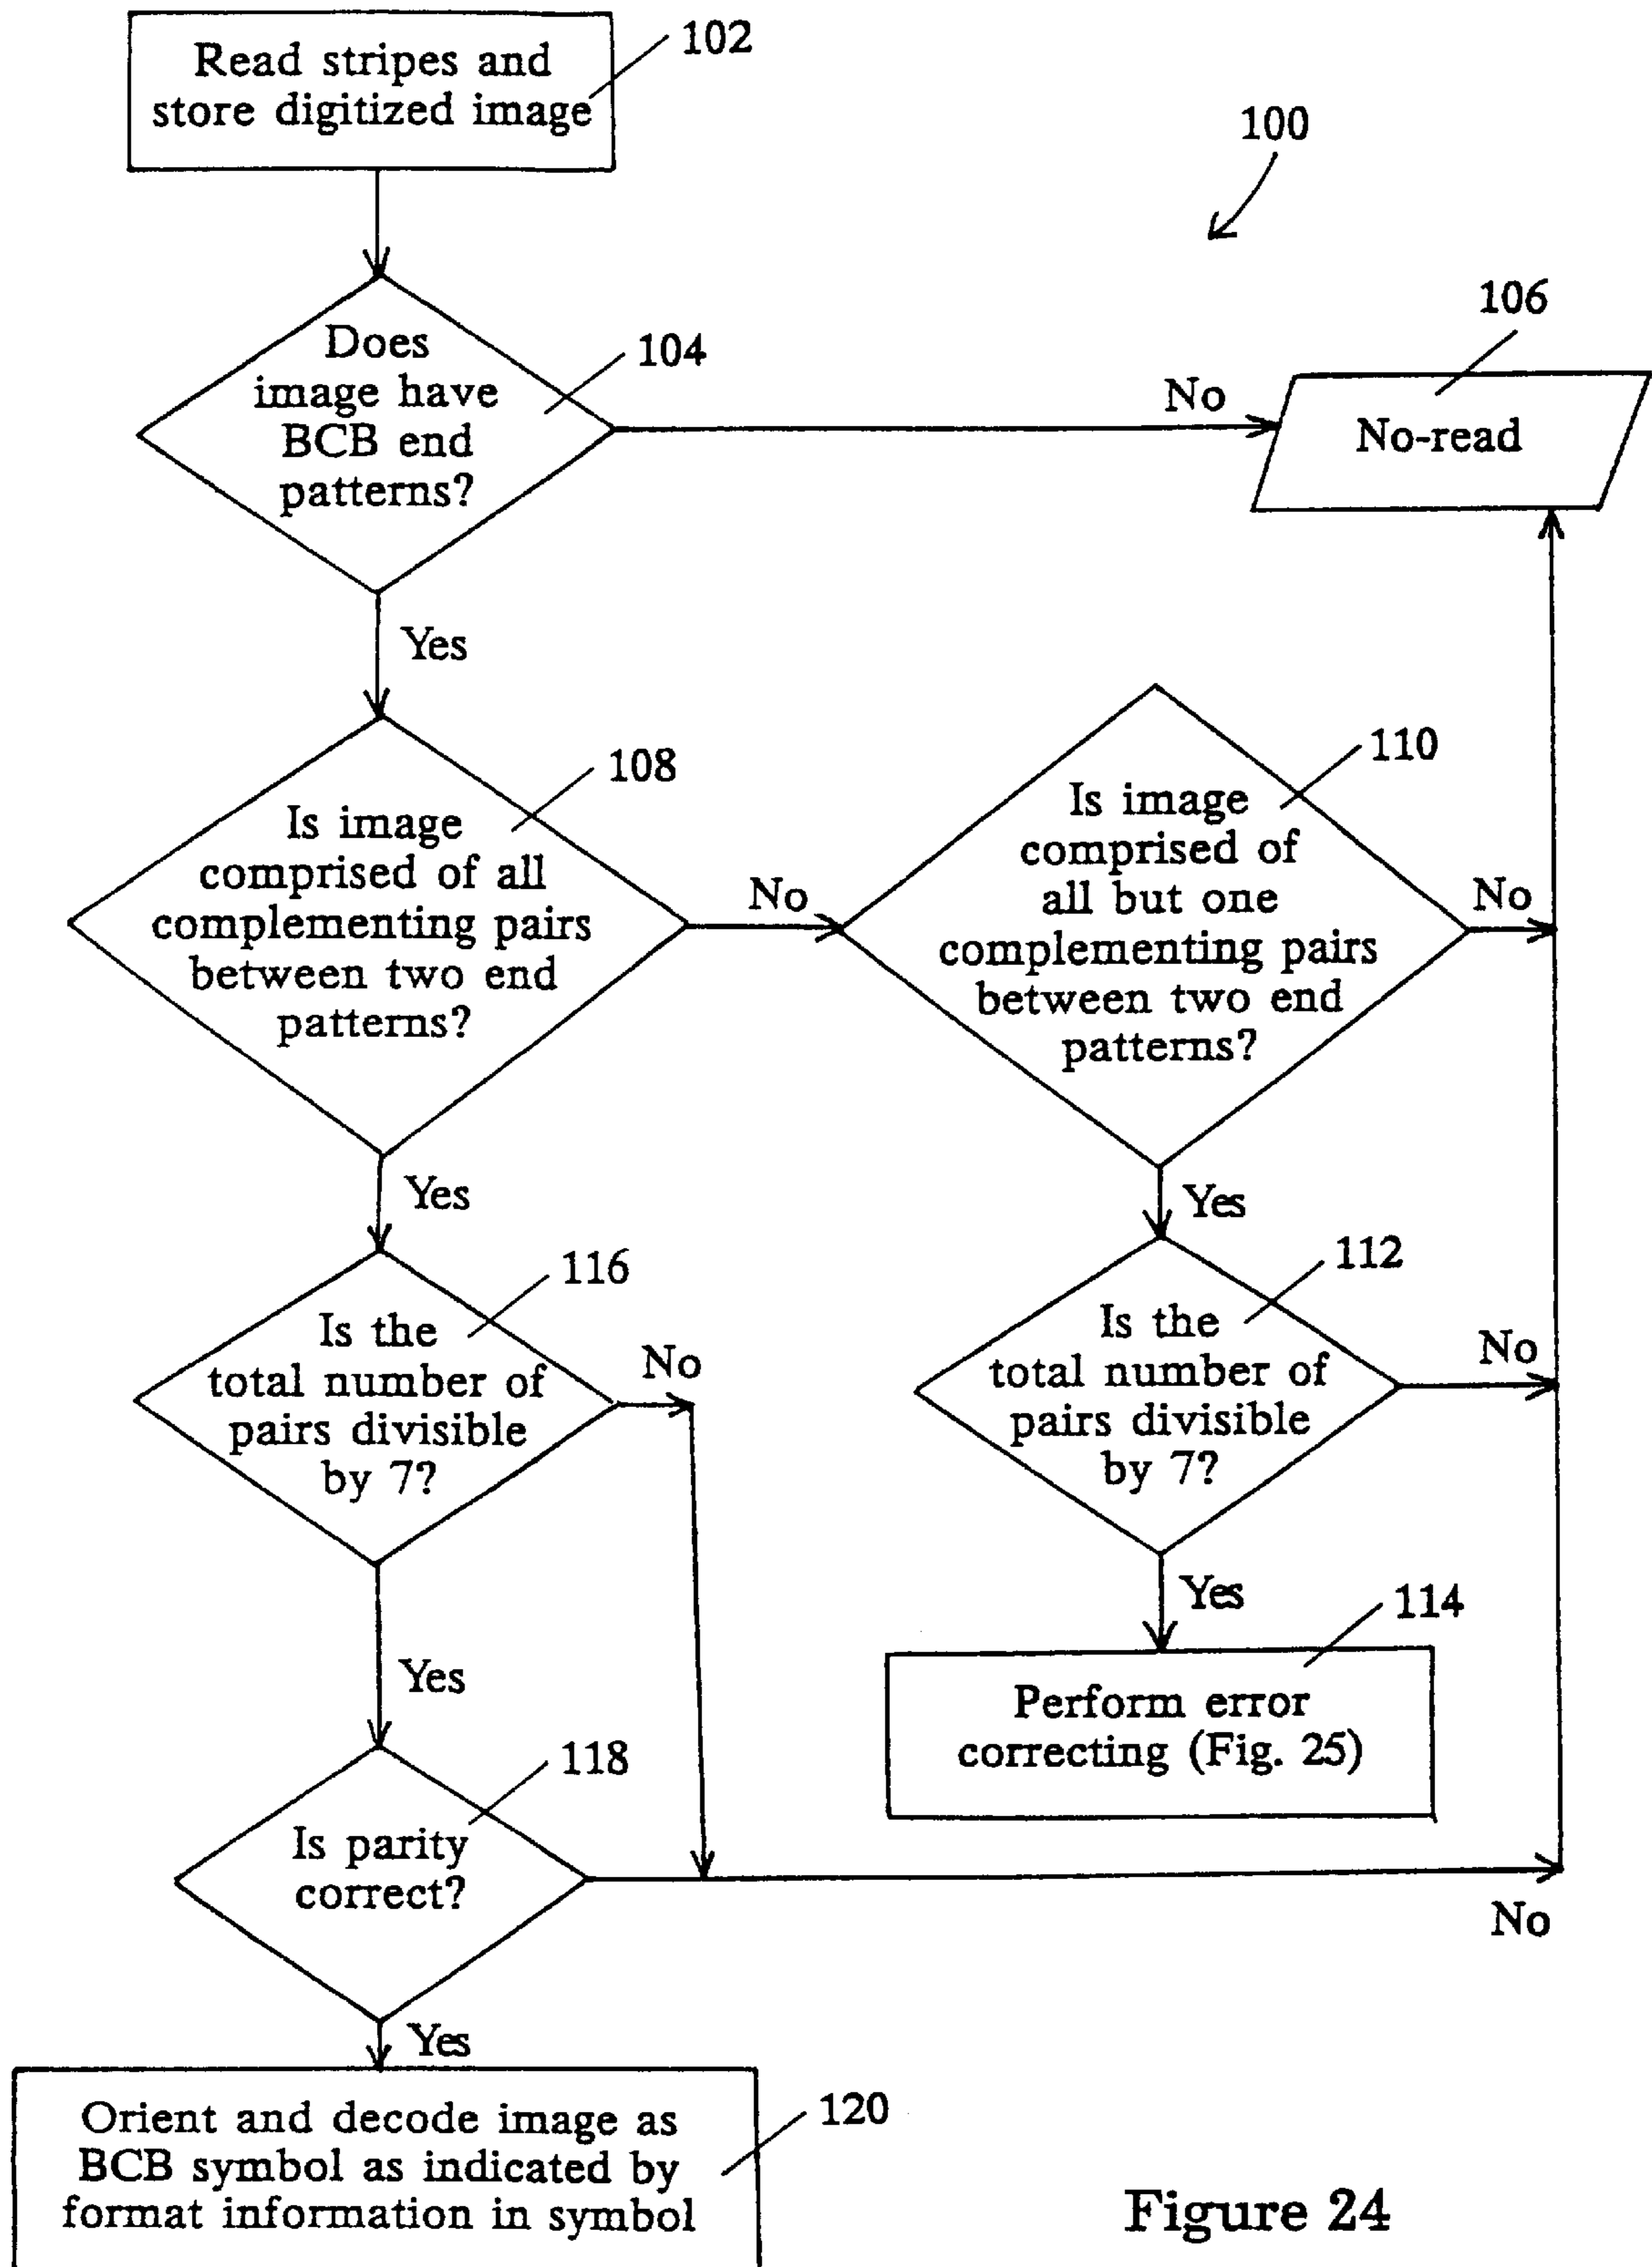 Read stripes and
store digitized image
102
100
Does
image have
BCB end
patterns?
104
No
106
No-read
Yes
108
Is image
comprised of all
complementing pairs
between two end
patterns?
No
110
Is image
comprised of
all but one
complementing pairs
between two end
patterns?
No
Yes
Yes
116
Is the
total number of
pairs divisible
by 7?
No
112
Is the
total number of
pairs divisible
by 7?
No
Yes
Yes
114
Perform error
correcting (Fig. 25)
118
Is parity
correct?
No
Yes
120
Orient and decode image as
BCB symbol as indicated by
format information in symbol
Figure 24